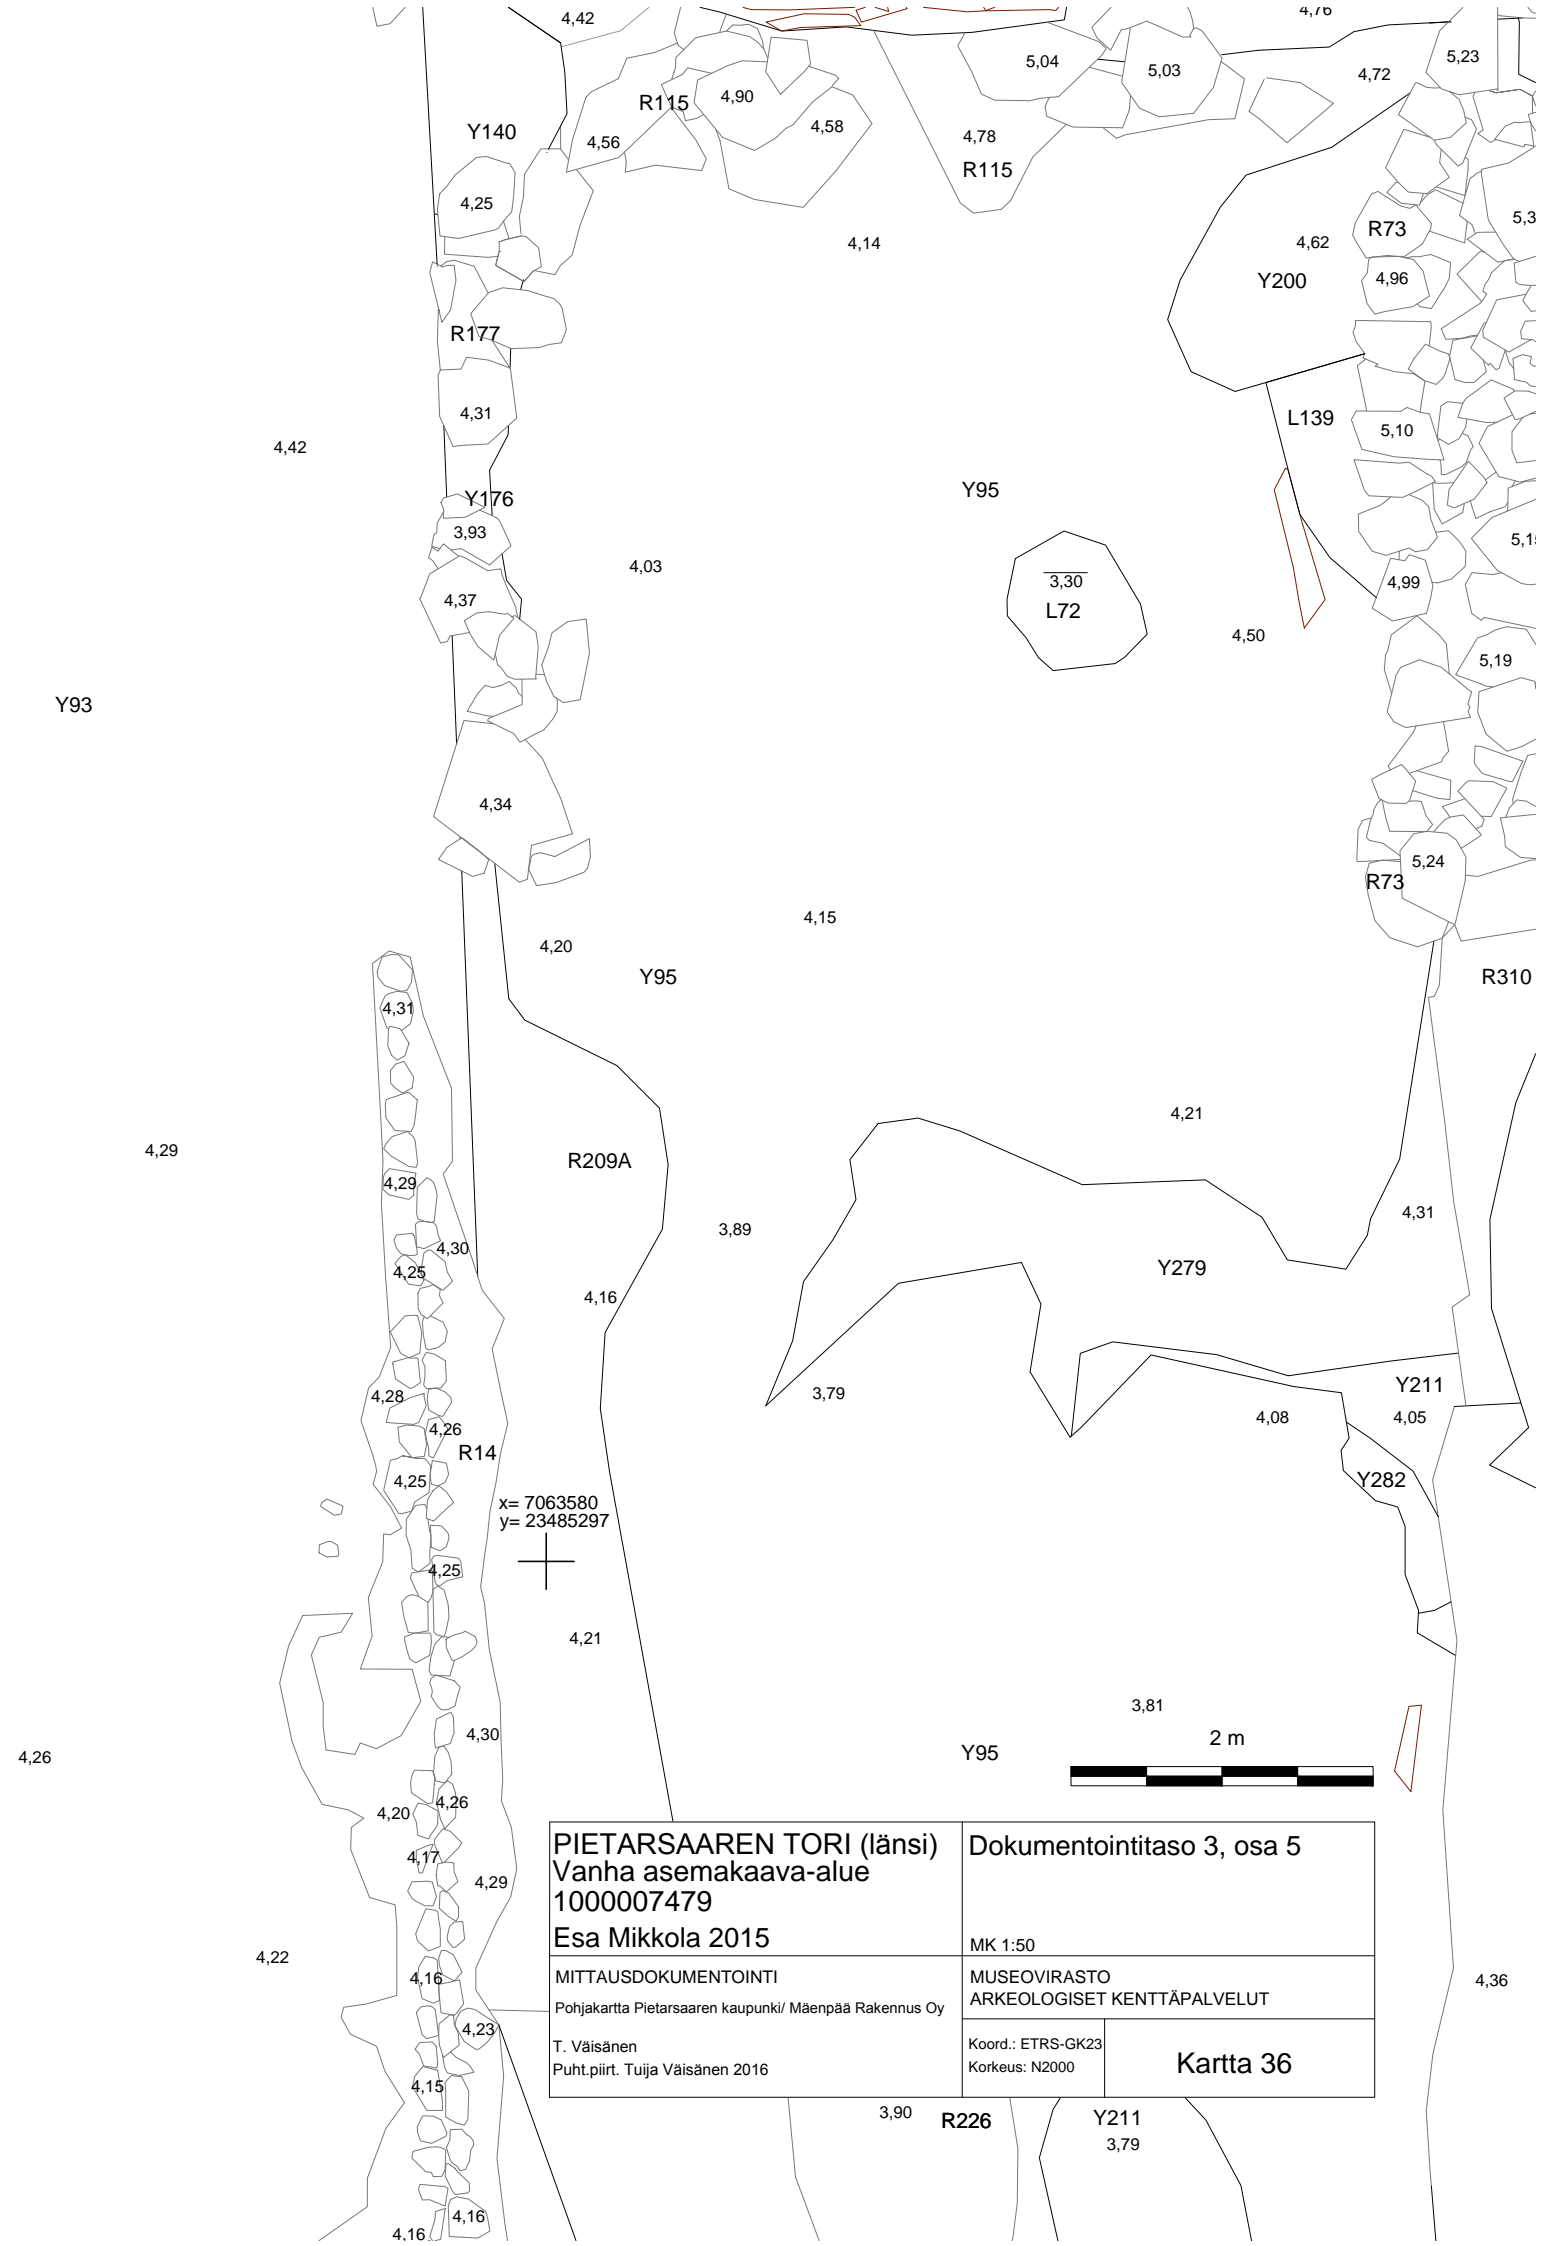 4,42
4,76
5,04
5,03
5,23
4,72
R115
4,90
4,58
Y140
4,56
4,78
R115
4,25
4,14
4,62
R73
5,3
Y200
4,96
R177
4,31
L139
5,10
4,42
Y95
Y176
3,93
4,03
5,15
3,30
4,99
4,37
L72
4,50
5,19
Y93
4,34
5,24
R73
4,15
4,20
Y95
R310
4,31
4,21
4,29
R209A
4,29
4,31
3,89
4,30
4,25
Y279
4,16
Y211
4,28
3,79
4,08
4,05
4,26
R14
4,25
Y282
x= 7063580
y= 23485297
4,25
4,21
3,81
4,30
2 m
4,26
Y95
4,26
4,20
PIETARSAAREN TORI (länsi)
Vanha asemakaava-alue
1000007479
Esa Mikkola 2015
Dokumentointitaso 3, osa 5
MK 1:50
4,17
4,29
4,22
4,16
4,36
MITTAUSDOKUMENTOINTI
Pohjakartta Pietarsaaren kaupunki/ Mäenpää Rakennus Oy
T. Väisänen
Puht.piirt. Tuija Väisänen 2016
MUSEOVIRASTO
ARKEOLOGISET KENTTÄPALVELUT
Koord.: ETRS-GK23
Korkeus: N2000
Kartta 36
4,23
4,15
3,90
R226
Y211
3,79
4,16
4,16